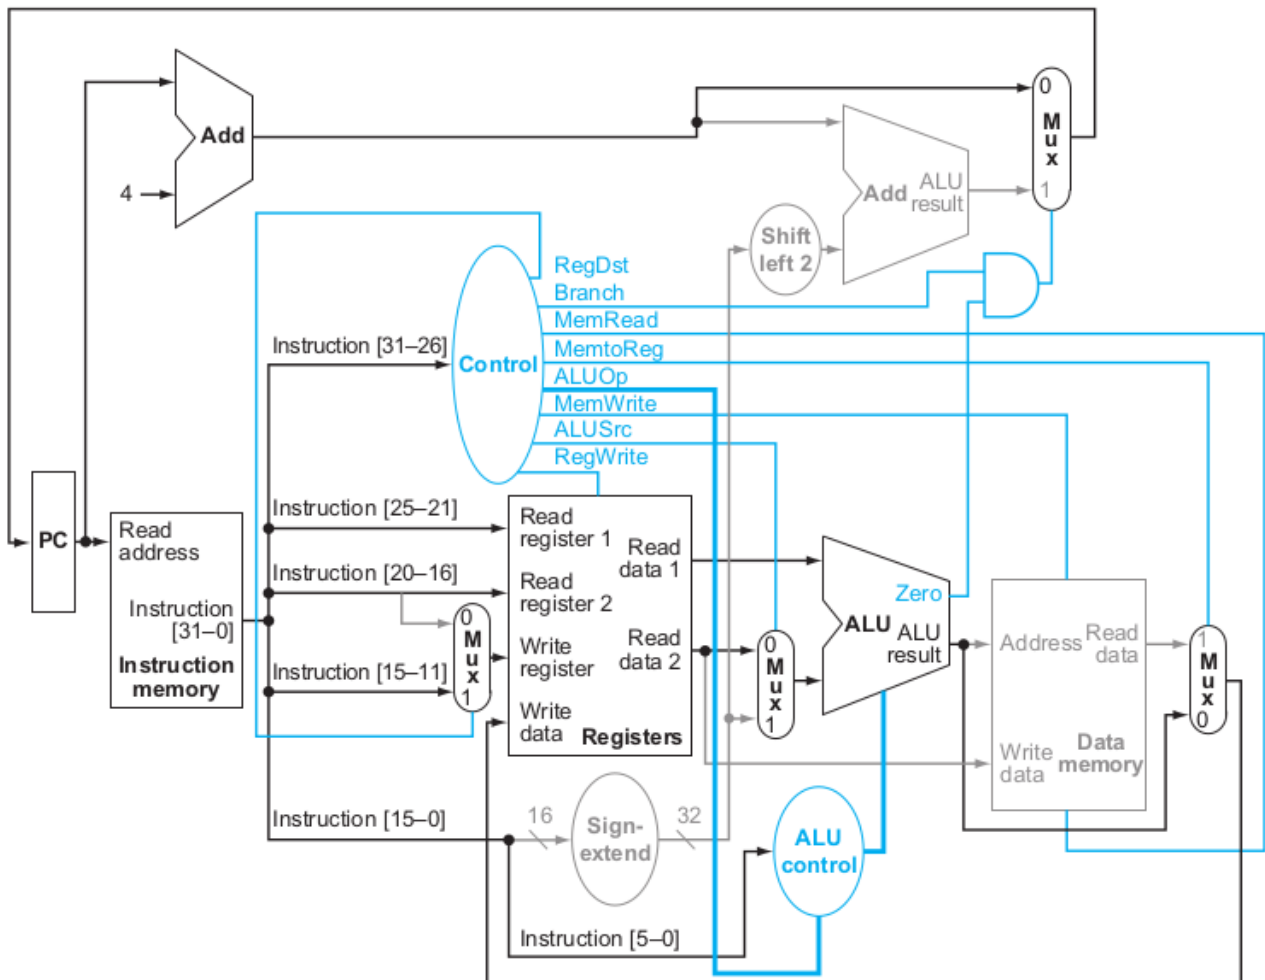 0
Mux
1
Add
4
Add
ALU
result
Shift
left 2
RegDst
Branch
MemRead
MemtoReg
ALUOp
MemWrite
ALUSrc
RegWrite
Control
Instruction [31–26]
Instruction [25–21]
Instruction [20–16]
Instruction [15–11]
Instruction [15–0]
Instruction [5–0]
PC
Read
address
Instruction
[31–0]
Instruction
memory
0
Mux
1
Read
register 1
Read
register 2
Write
register
Write
data
Read
data 1
Read
data 2
Registers
0
Mux
1
Zero
ALU
ALU
result
Address
Read
data
Write
data
Data
memory
1
Mux
0
16
Sign-
extend
32
ALU
control